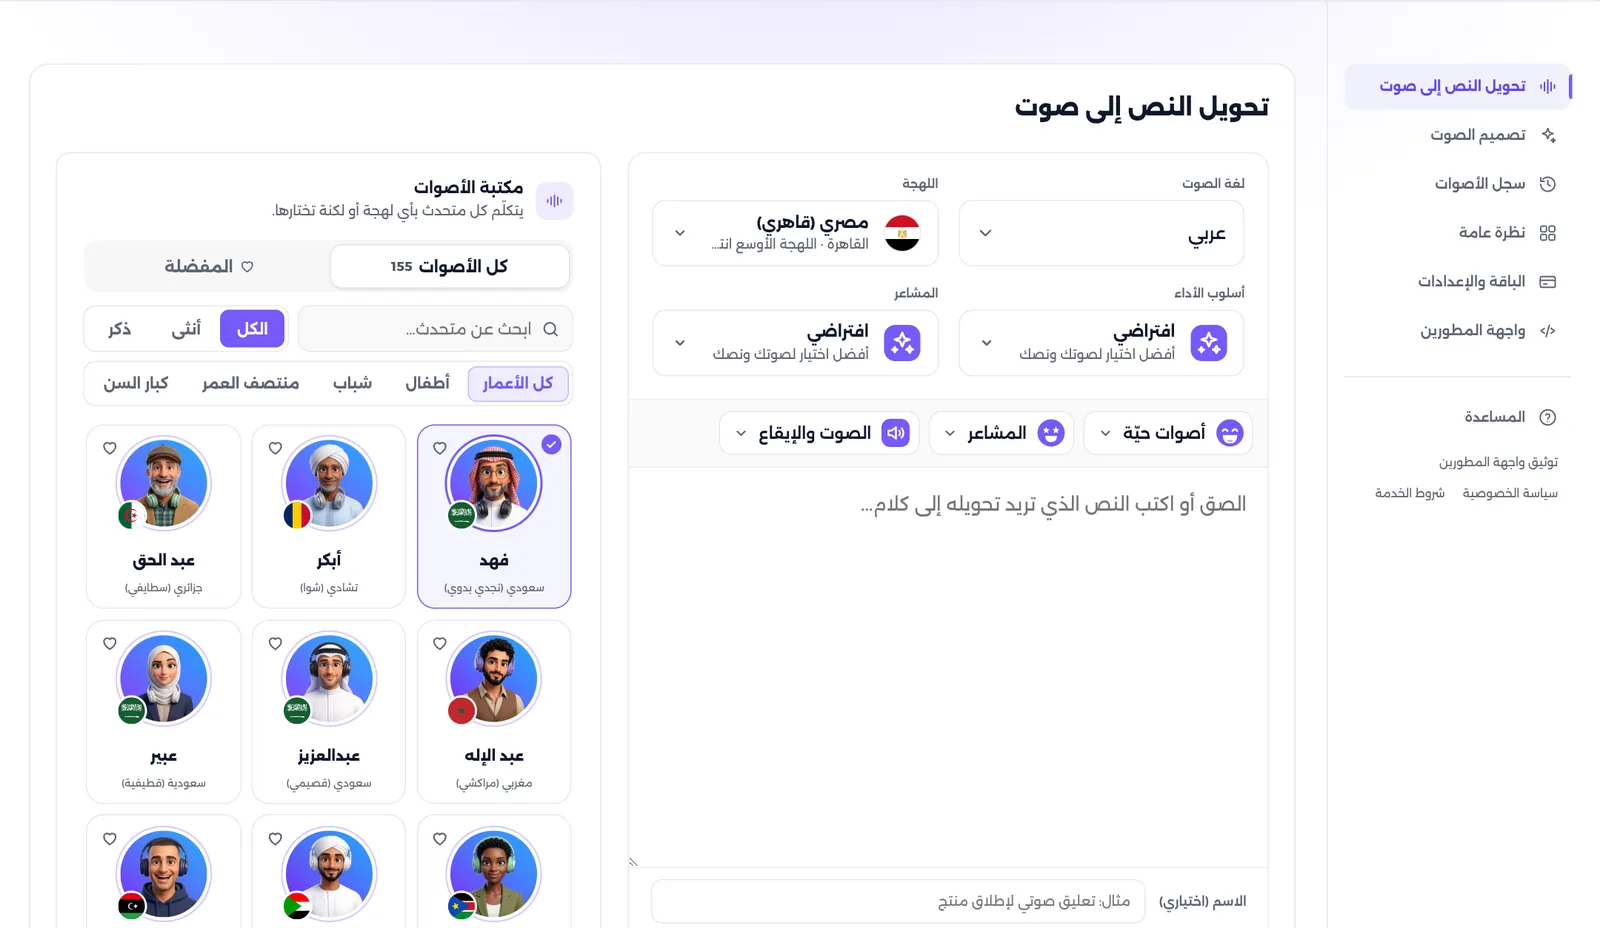 تحويل النص إلى صوت
تصميم الصوت
سجل الأصوات
نظرة عامة
الباقة والإعدادات
واجهة المطورين
المساعدة
توثيق واجهة المطورين
سياسة الخصوصية
شروط الخدمة
تحويل النص إلى صوت
لغة الصوت
عربي
اللهجة
مصري (قاهري)
القاهرة · اللهجة الأوسع انتـ...
أسلوب الأداء
افتراضي
أفضل اختيار لصوتك ونصك
المشاعر
افتراضي
أفضل اختيار لصوتك ونصك
أصوات حيّة
المشاعر
الصوت والإيقاع
الصق أو اكتب النص الذي تريد تحويله إلى كلام...
الاسم (اختياري)
مثال: تعليق صوتي لإطلاق منتج
مكتبة الأصوات
يتكلّم كل متحدث بأي لهجة أو لكنة تختارها.
كل الأصوات 155
المفضلة
ابحث عن متحدث...
الكل
أنثى
ذكر
كل الأعمار
أطفال
شباب
منتصف العمر
كبار السن
فهد
سعودي (نجدي بدوي)
أبكر
تشادي (شوا)
عبد الحق
جزائري (سطايفي)
عبد الإله
مغربي (مراكشي)
عبدالعزيز
سعودي (قصيمي)
عبير
سعودية (قطيفية)